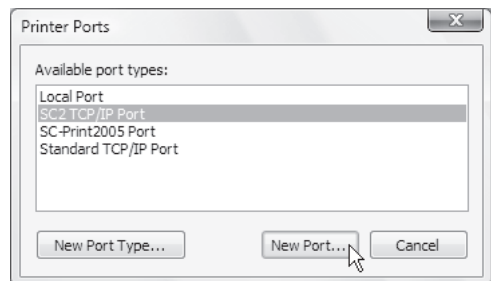 Printer Ports
Available port types:
Local Port
SC2 TCP/IP Port
SC-Print2005 Port
Standard TCP/IP Port
New Port Type... New Port... Cancel